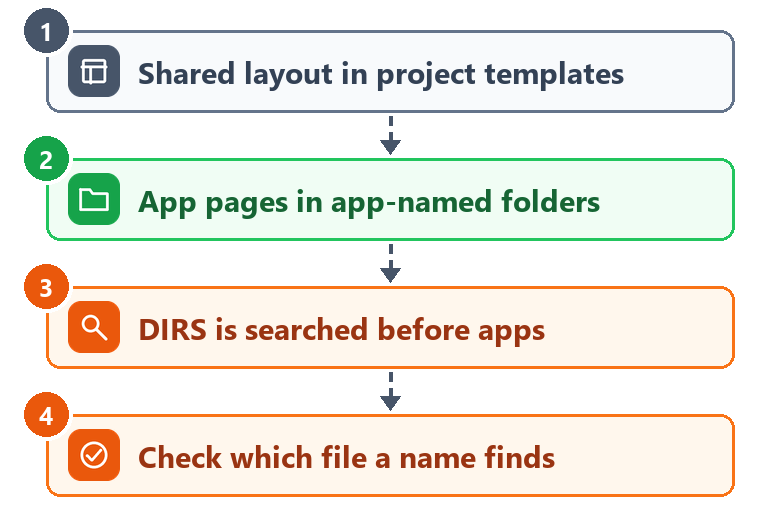 1
Shared layout in project templates
2
App pages in app-named folders
3
DIRS is searched before apps
4
Check which file a name finds